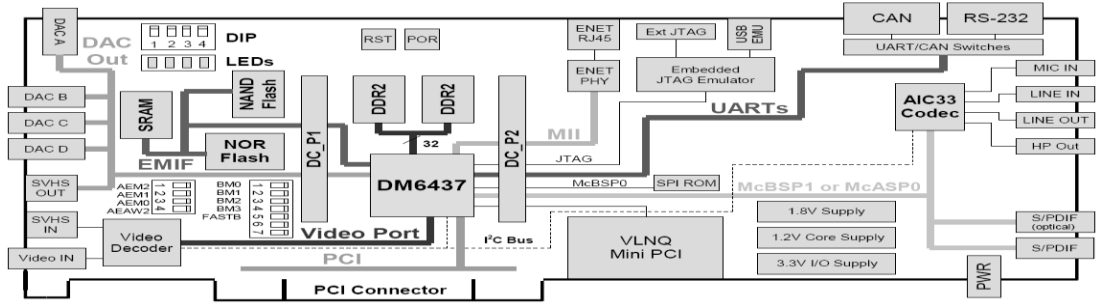 DAC A
DAC
Out
1 2 3 4
DIP
LEDs
RST
POR
ENET
RJ45
Ext JTAG
USB
EMU
CAN
RS-232
UART/CAN Switches
ENET
PHY
Embedded
JTAG Emulator
MIC IN
LINE IN
LINE OUT
HP Out
AIC33
Codec
UARTs
DAC B
DAC C
DAC D
SRAM
NAND
Flash
NOR
Flash
EMIF
DC_P1
DDR2
DDR2
32
DC_P2
MII
JTAG
DM6437
McBSP0
SPI ROM
McBSP1 or McASP0
SVHS
OUT
AEM2
AEM1
AEM0
AEAW2
1
2
3
4
BM0
BM1
BM2
BM3
FASTB
1
2
3
4
5
6
7
SVHS
IN
Video
Decoder
Video IN
Video Port
I²C Bus
PCI
VLNQ
Mini PCI
1.8V Supply
1.2V Core Supply
3.3V I/O Supply
S/PDIF
(optical)
S/PDIF
PWR
PCI Connector